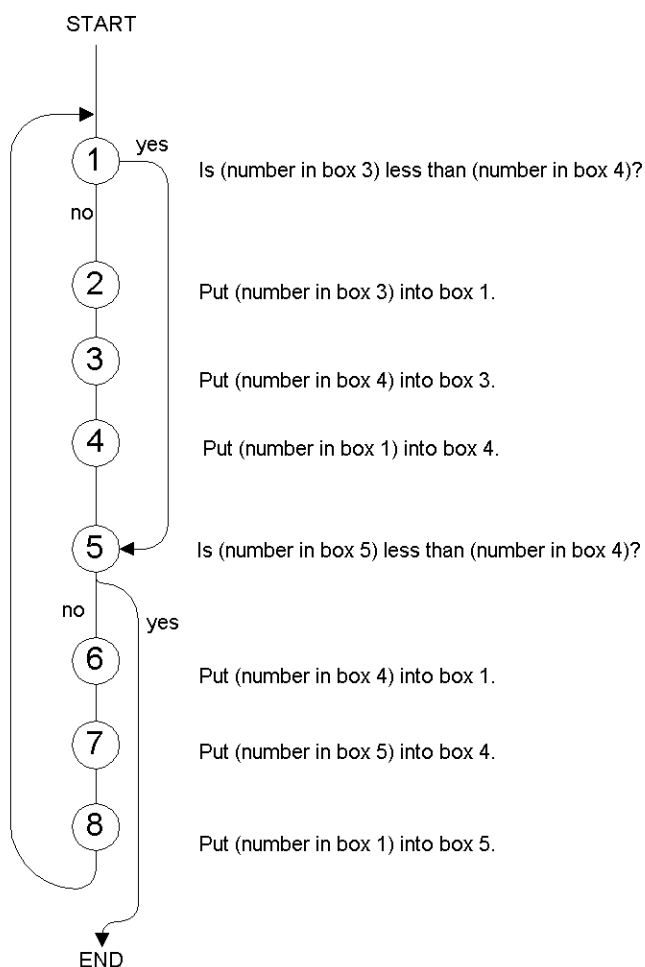 START
yes
1
Is (number in box 3) less than (number in box 4)?
no
2
Put (number in box 3) into box 1.
3
Put (number in box 4) into box 3.
4
Put (number in box 1) into box 4.
5
Is (number in box 5) less than (number in box 4)?
no
yes
6
Put (number in box 4) into box 1.
7
Put (number in box 5) into box 4.
8
Put (number in box 1) into box 5.
END